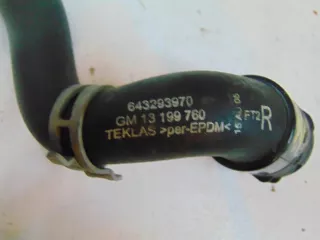 643293970
GM 13 199 760
TEKLAS >per-EPDM<
FT2
R